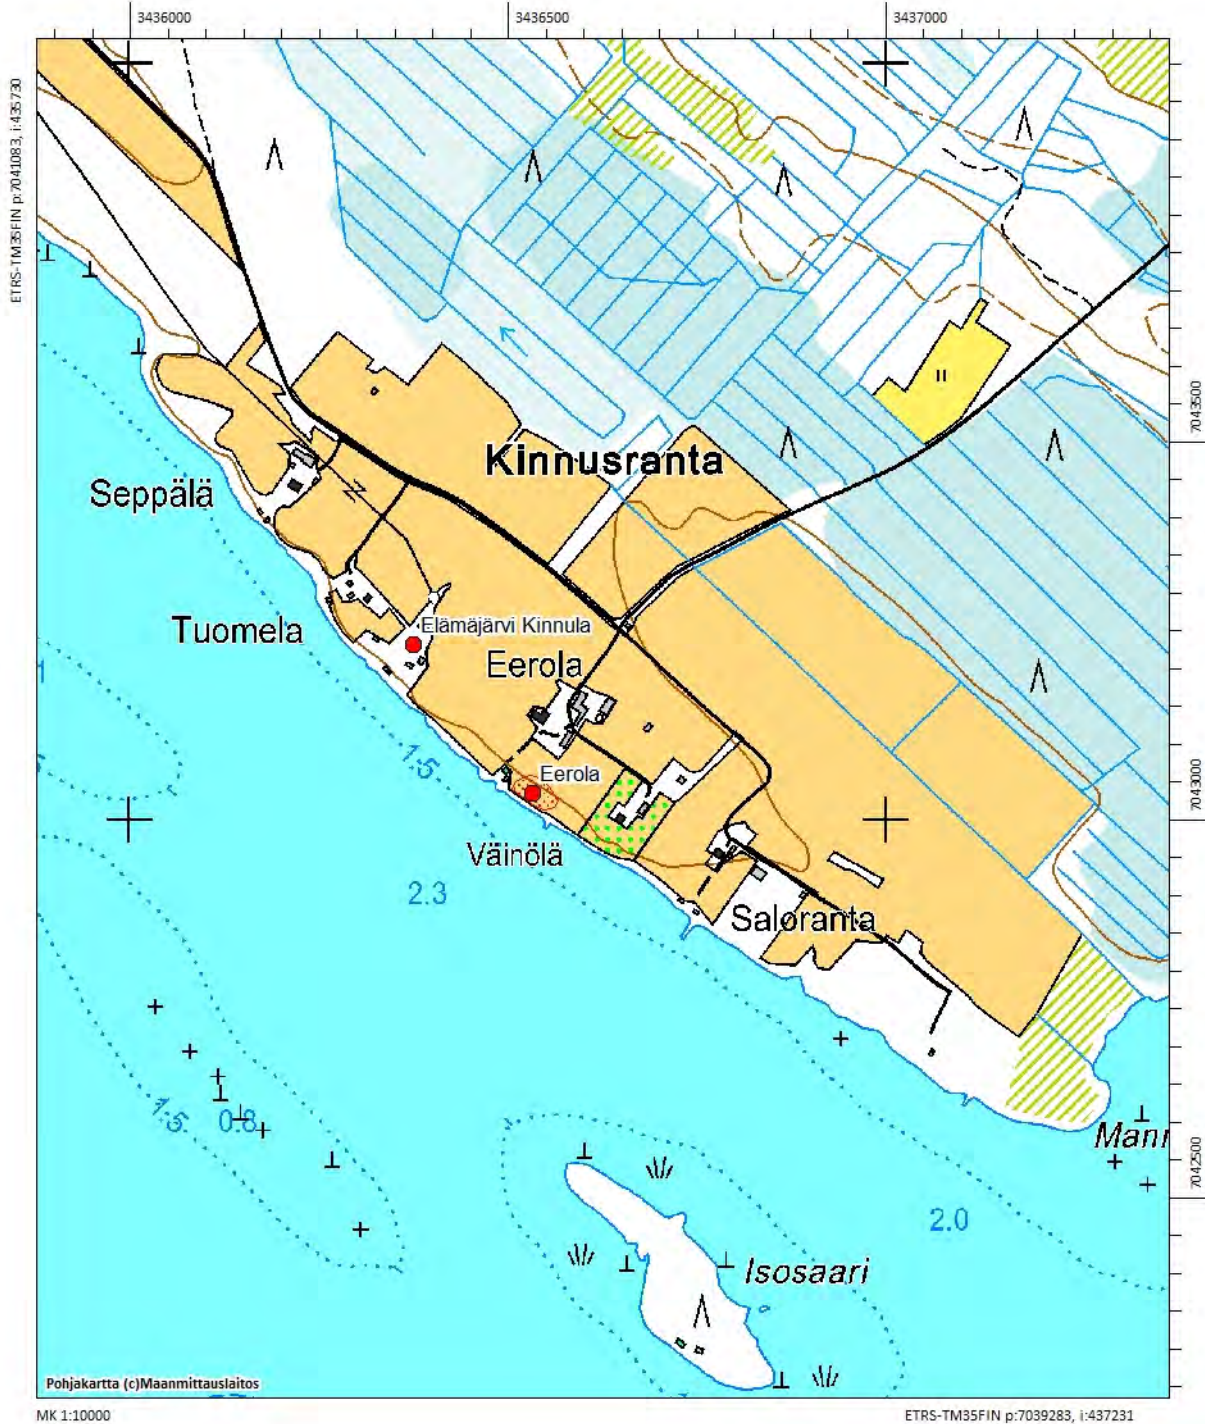 3436000
3436500
3437000
ETRS-TM35FIN p:7041083, i:435730
7043500
Kinnusranta
Seppälä
Tuomela
Elämäjärvi Kinnula
Eerola
1.5
Eerola
7043000
Väinölä
2.3
Saloranta
1.5
0.8
Mann
7042500
2.0
Isosaari
Pohjakartta (c)Maanmittauslaitos
MK 1:10000
ETRS-TM35FIN p:7039283, i:437231